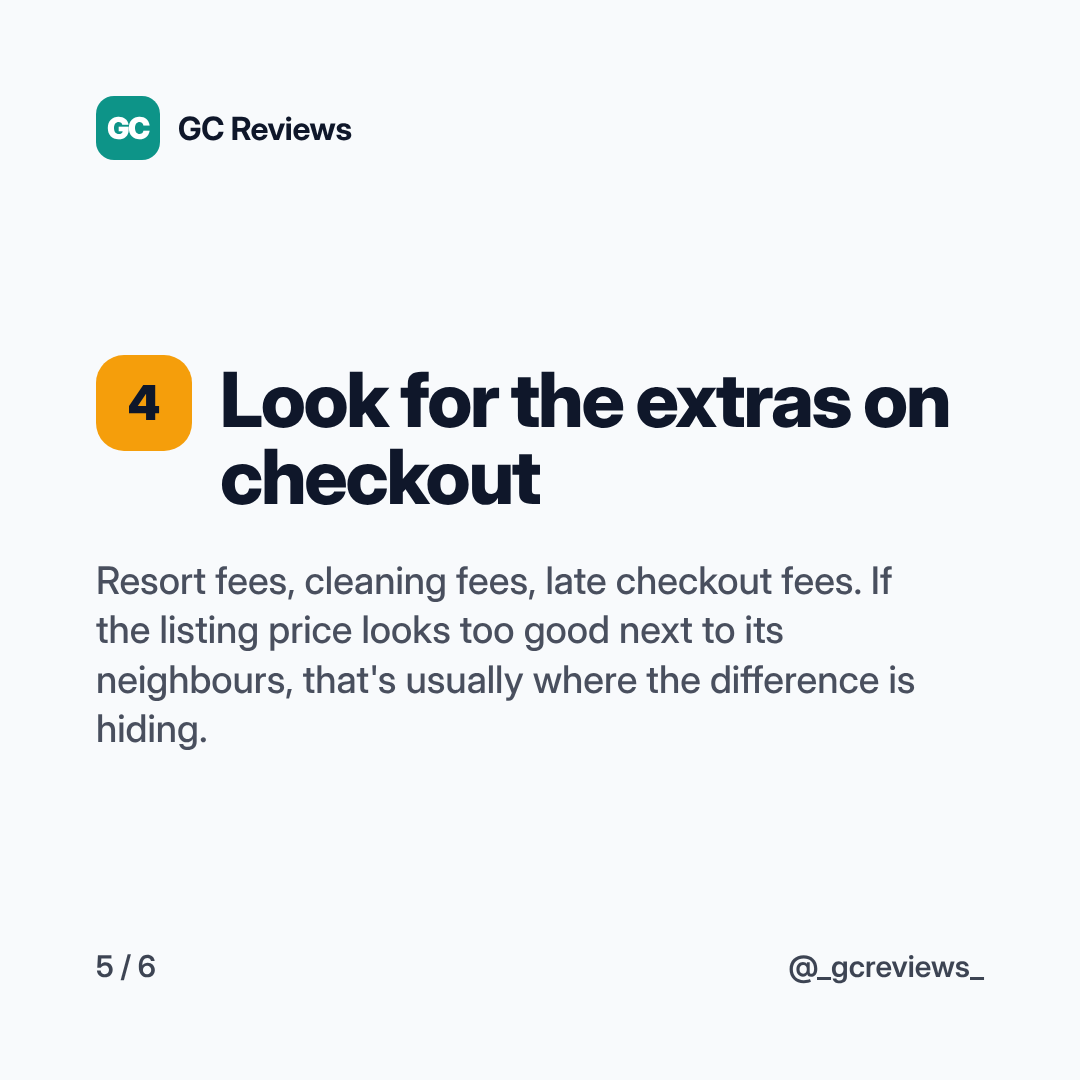 GC GC Reviews
4 Look for the extras on
checkout
Resort fees, cleaning fees, late checkout fees. If
the listing price looks too good next to its
neighbours, that's usually where the difference is
hiding.
5 / 6 @_gcreviews_